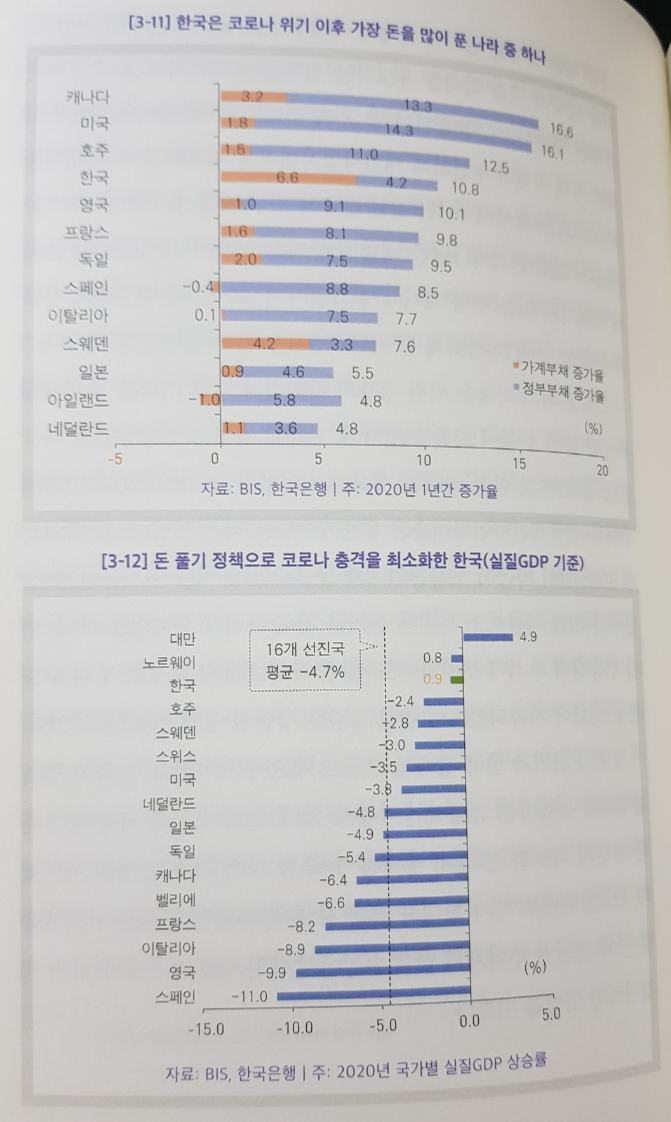 [3-11] 한국은 코로나 위기 이후 가장 돈을 많이 푼 나라 중 하나
캐나다 3.2 13.3 16.6
미국 1.8 14.3 16.1
호주 1.5 11.0 12.5
한국 6.6 4.2 10.8
영국 1.0 9.1 10.1
프랑스 1.6 8.1 9.8
독일 2.0 7.5 9.5
스페인 -0.4 8.8 8.5
이탈리아 0.1 7.5 7.7
스웨덴 4.2 3.3 7.6
■ 가계부채 증가율
일본 0.9 4.6 5.5
■ 정부부채 증가율
아일랜드 -1.0 5.8 4.8
네덜란드 1.1 3.6 4.8
(%)
-5 0 5 10 15 20
자료: BIS, 한국은행 | 주: 2020년 1년간 증가율
[3-12] 돈 풀기 정책으로 코로나 충격을 최소화한 한국(실질GDP 기준)
16개 선진국
평균 -4.7%
대만 4.9
노르웨이 0.8
한국 0.9
호주 -2.4
스웨덴 -2.8
스위스 -3.0
미국 -3.5
네덜란드 -3.8
일본 -4.8
독일 -4.9
캐나다 -5.4
벨리에 -6.4
프랑스 -6.6
이탈리아 -8.2
영국 -8.9
스페인 -9.9
-11.0
(%)
-15.0 -10.0 -5.0 0.0 5.0
자료: BIS, 한국은행 | 주: 2020년 국가별 실질GDP 상승률